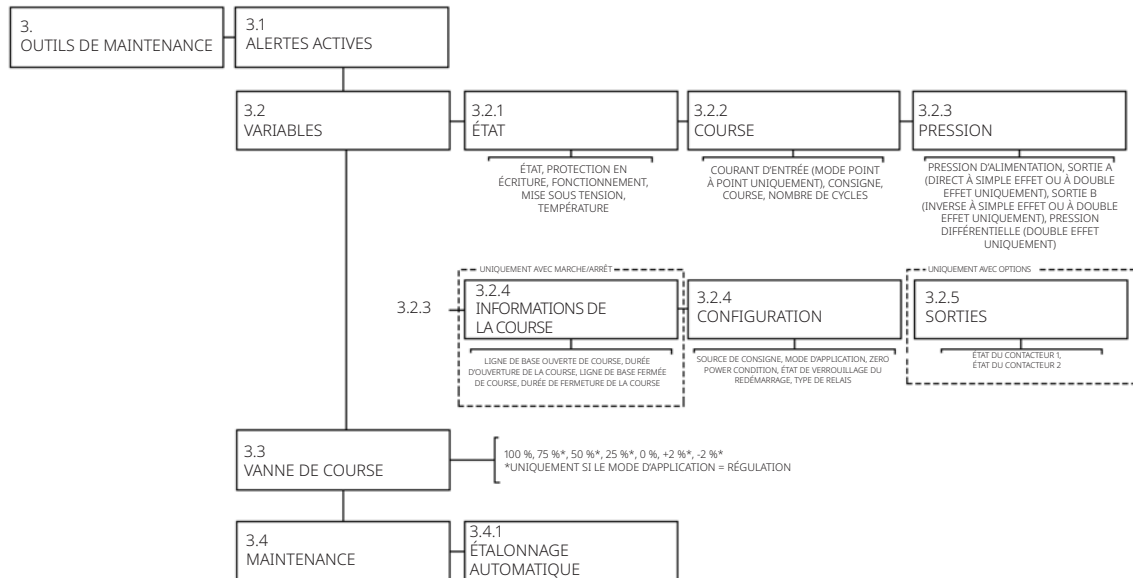 3.
OUTILS DE MAINTENANCE
3.1
ALERTES ACTIVES
3.2
VARIABLES
3.2.1
ÉTAT
3.2.2
COURSE
3.2.3
PRESSION
ÉTAT, PROTECTION EN
ÉCRITURE, FONCTIONNEMENT,
MISE SOUS TENSION,
TEMPÉRATURE
COURANT D'ENTRÉE (MODE POINT
À POINT UNIQUEMENT), CONSIGNE,
COURSE, NOMBRE DE CYCLES
PRESSION D'ALIMENTATION, SORTIE A
(DIRECT À SIMPLE EFFET OU À DOUBLE
EFFET UNIQUEMENT), SORTIE B
(INVERSE À SIMPLE EFFET OU À DOUBLE
EFFET UNIQUEMENT), PRESSION
DIFFÉRENTIELLE (DOUBLE EFFET
UNIQUEMENT)
UNIQUEMENT AVEC MARCHE/ARRÊT
UNIQUEMENT AVEC OPTIONS
3.2.3
3.2.4
INFORMATIONS DE
LA COURSE
3.2.4
CONFIGURATION
3.2.5
SORTIES
LIGNE DE BASE OUVERTE DE COURSE, DURÉE
D'OUVERTURE DE LA COURSE, LIGNE DE BASE FERMÉE
DE COURSE, DURÉE DE FERMETURE DE LA COURSE
SOURCE DE CONSIGNE, MODE D'APPLICATION, ZERO
POWER CONDITION, ÉTAT DE VERROUILLAGE DU
REDÉMARRAGE, TYPE DE RELAIS
ÉTAT DU CONTACTEUR 1,
ÉTAT DU CONTACTEUR 2
3.3
VANNE DE COURSE
100 %, 75 %*, 50 %*, 25 %*, 0 %, +2 %*, -2 %*
*UNIQUEMENT SI LE MODE D'APPLICATION = RÉGULATION
3.4
MAINTENANCE
3.4.1
ÉTALONNAGE
AUTOMATIQUE